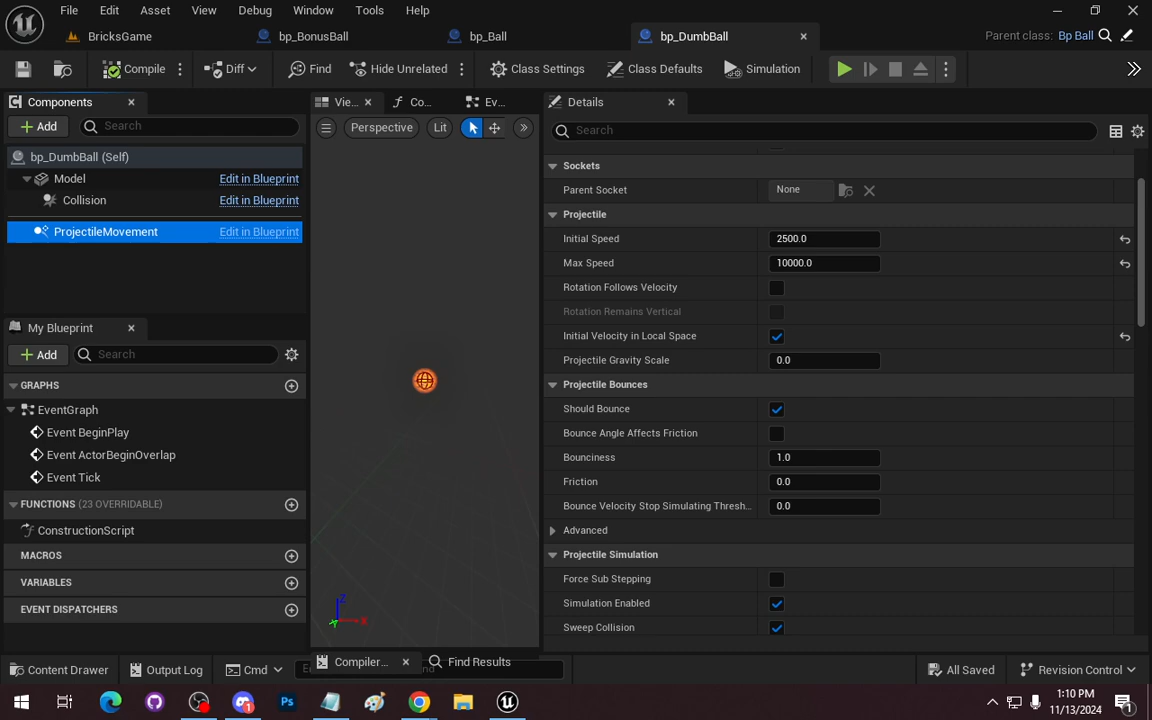 File Edit Asset View Debug Window Tools Help
BricksGame bp_BonusBall bp_Ball bp_DumbBall Parent class: Bp Ball
Compile Diff Find Hide Unrelated Class Settings Class Defaults Simulation
Components
Add Search
bp_DumbBall (Self)
Model Edit in Blueprint
Collision Edit in Blueprint
ProjectileMovement Edit in Blueprint
My Blueprint
Add Search
GRAPHS
EventGraph
Event BeginPlay
Event ActorBeginOverlap
Event Tick
FUNCTIONS (23 OVERRIDABLE)
ConstructionScript
MACROS
VARIABLES
EVENT DISPATCHERS
Vie... Co... Ev...
Perspective Lit
Z
X
Y
Details
Search
Sockets
Parent Socket None
Projectile
Initial Speed 2500.0
Max Speed 10000.0
Rotation Follows Velocity
Rotation Remains Vertical
Initial Velocity in Local Space
Projectile Gravity Scale 0.0
Projectile Bounces
Should Bounce
Bounce Angle Affects Friction
Bounciness 1.0
Friction 0.0
Bounce Velocity Stop Simulating Thresh... 0.0
Advanced
Projectile Simulation
Force Sub Stepping
Simulation Enabled
Sweep Collision
Content Drawer Output Log Cmd Compiler... Find Results All Saved Revision Control
Ps
1:10 PM
11/13/2024